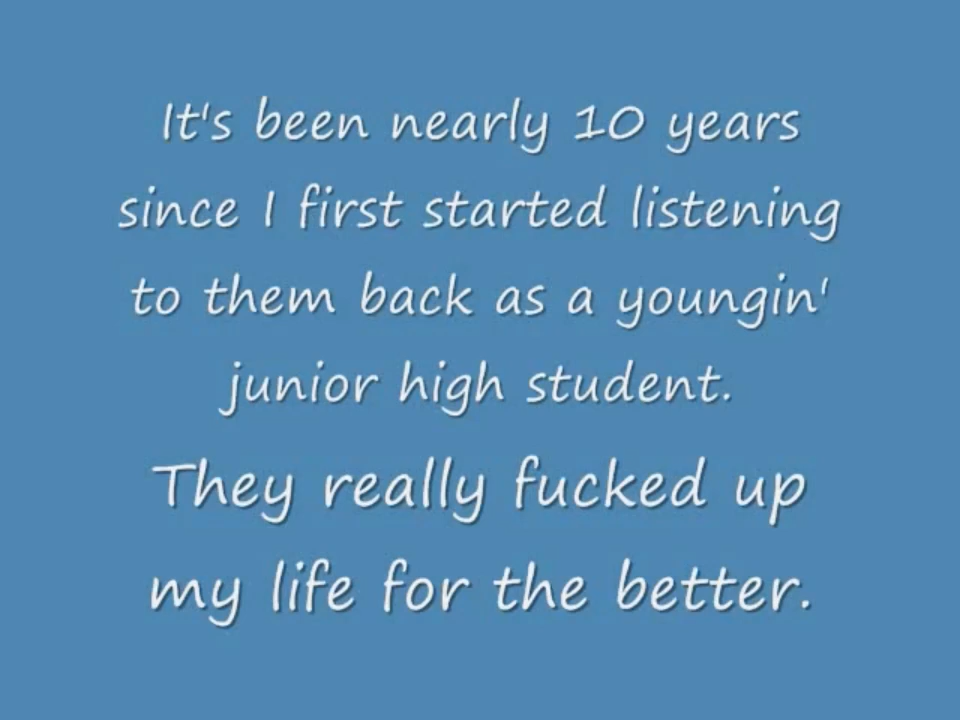 It's been nearly 10 years
since I first started listening
to them back as a youngin'
junior high student.
They really fucked up
my life for the better.